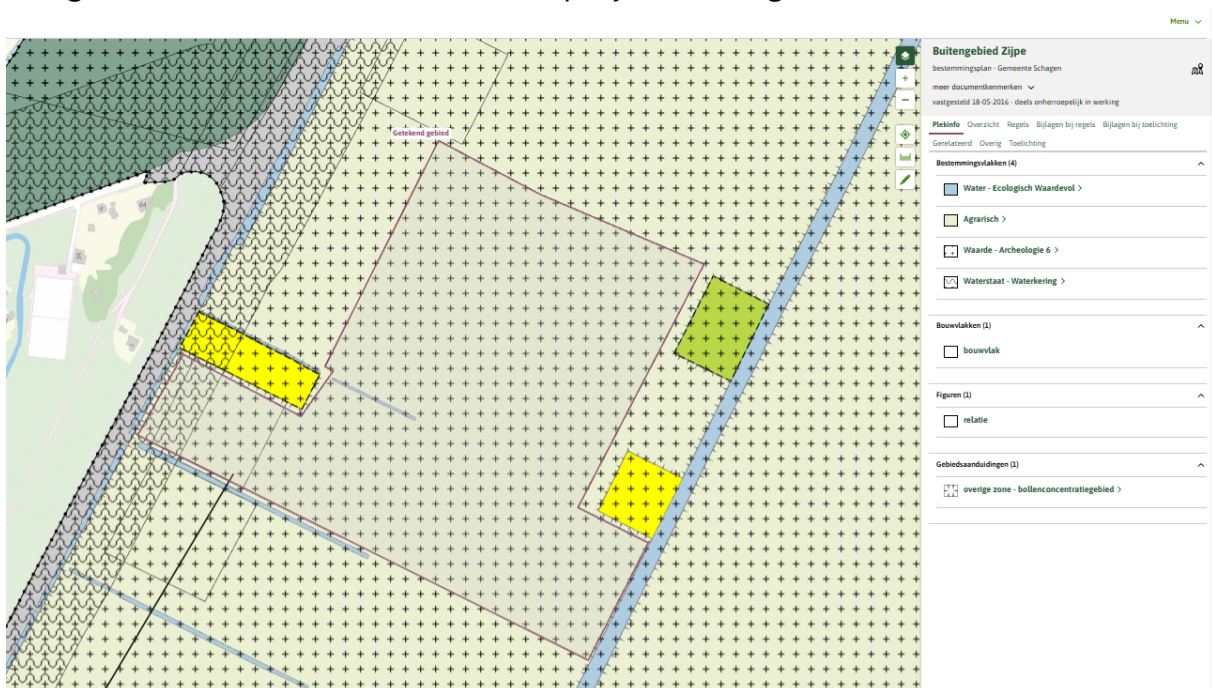 Menu
Buitengebied Zijpe
bestemmingsplan - Gemeente Schagen
meer documentkenmerken
vastgesteld 18-05-2016 - deels onherroepelijk in werking
Plekinfo Overzicht Regels Bijlagen bij regels Bijlagen bij toelichting
Gerelateerd Overig Toelichting
Bestemmingsvlakken (4)
Water - Ecologisch Waardevol >
Agrarisch >
Waarde - Archeologie 6 >
Waterstaat - Waterkering >
Bouwvlakken (1)
bouwvlak
Figuren (1)
relatie
Gebiedsaanduidingen (1)
overige zone - bollenconcentratiegebied >
Getekend gebied
44